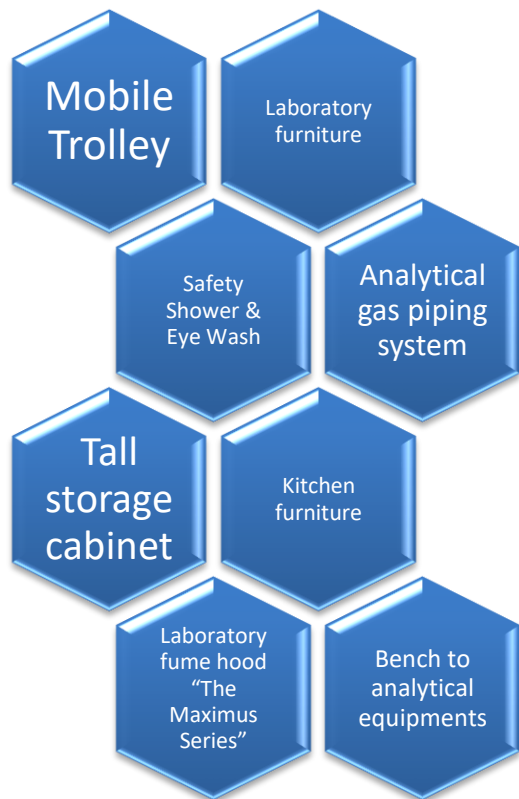 Mobile
Trolley
Laboratory
furniture
Safety
Shower &
Eye Wash
Analytical
gas piping
system
Tall
storage
cabinet
Kitchen
furniture
Laboratory
fume hood
“The
Maximus
Series”
Bench to
analytical
equipments